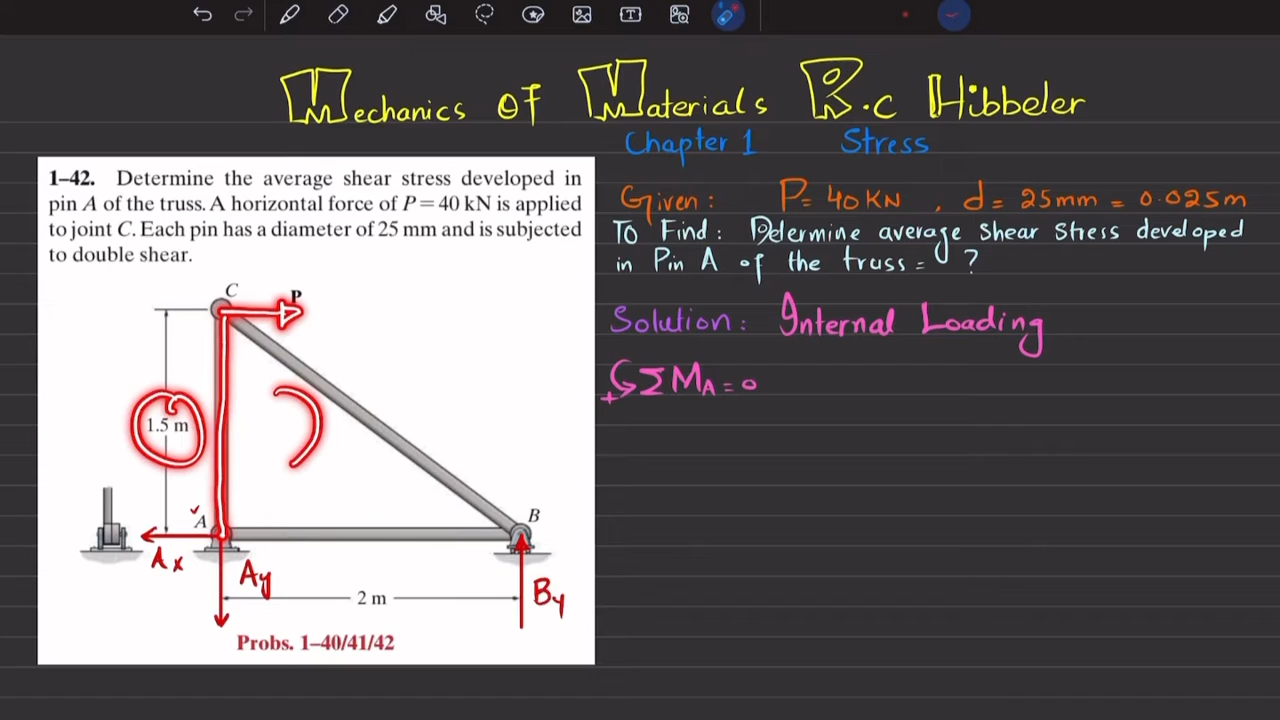 Mechanics of Materials R.C Hibbeler
Chapter 1 Stress
1–42. Determine the average shear stress developed in
pin A of the truss. A horizontal force of P = 40 kN is applied
to joint C. Each pin has a diameter of 25 mm and is subjected
to double shear.
Given: P = 40 KN , d = 25mm = 0.025m
To Find: Determine average shear stress developed
in Pin A of the truss = ?
Solution: Internal Loading
+ ↺ ΣMA = 0
C
P
1.5 m
A
B
Ax
Ay
By
2 m
Probs. 1–40/41/42